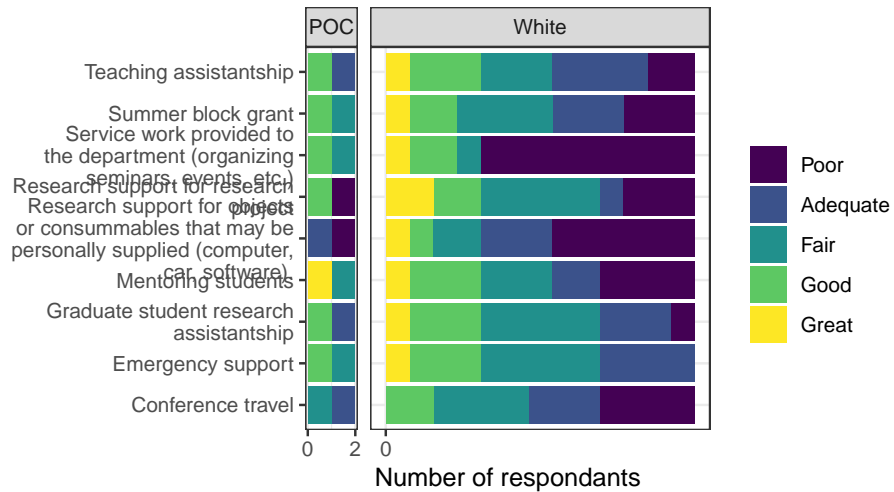 POC
White
Teaching assistantship
Summer block grant
Service work provided to
the department (organizing
seminars, events, etc.)
Research support for research
project
Research support for objects
or consummables that may be
personally supplied (computer,
car, software).
Mentoring students
Graduate student research
assistantship
Emergency support
Conference travel
0 2 0
Number of respondants
Poor
Adequate
Fair
Good
Great